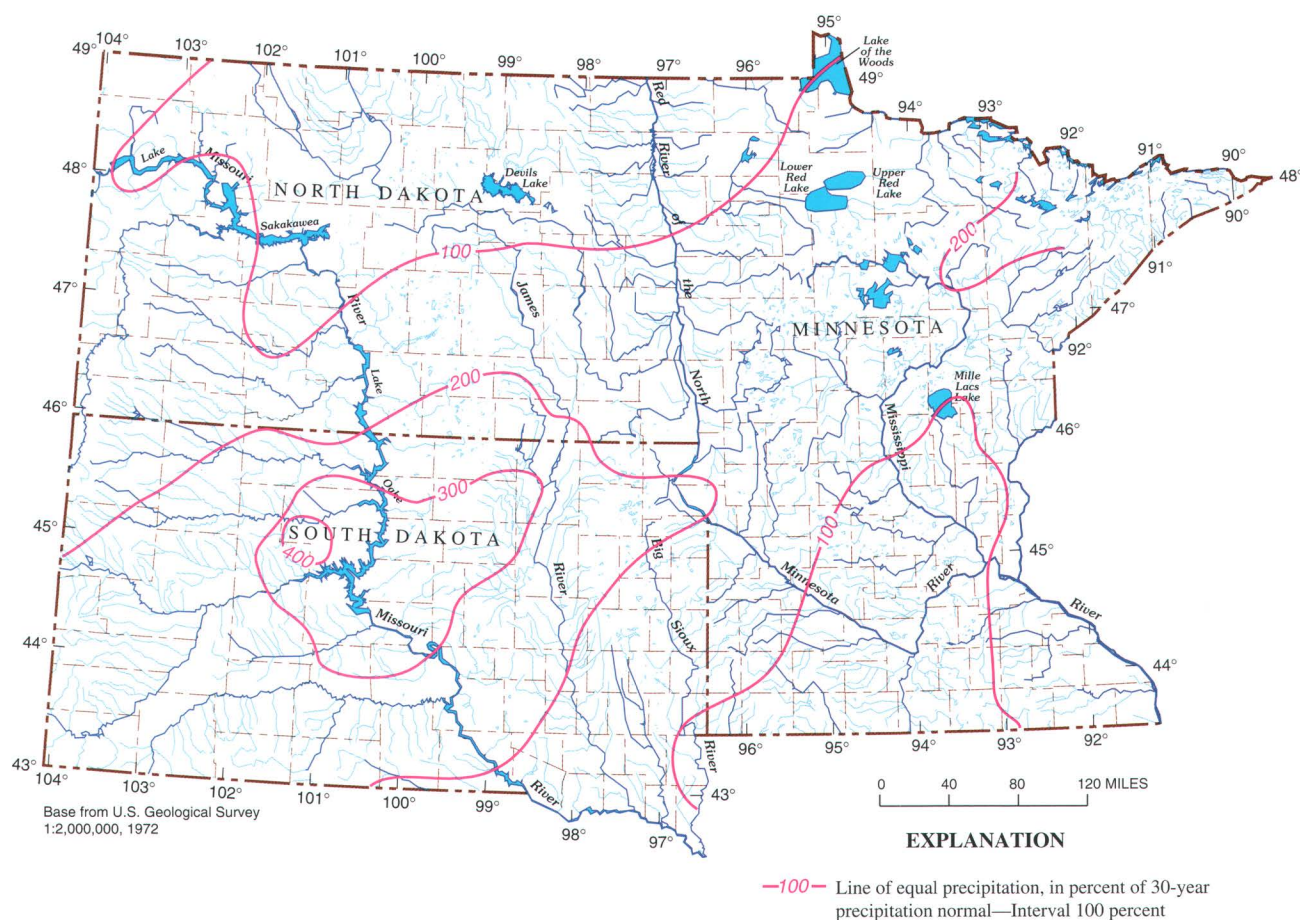 95°
Lake
of the
Woods
49°
49°
104°
103°
102°
101°
100°
99°
98°
97°
96°
94°
93°
92°
91°
90°
48°
90°
91°
47°
92°
46°
45°
44°
48°
47°
46°
45°
44°
43°
Lake
Missouri
Sakakawea
NORTH DAKOTA
Devils
Lake
Red
River
of
the
North
Lower
Red
Lake
Upper
Red
Lake
200
100
James
River
MINNESOTA
River
Lake
Oahe
200
Mille
Lacs
Lake
Mississippi
300
SOUTH DAKOTA
400
Big
Sioux
River
100
Minnesota
River
River
Missouri
River
104°
103°
101°
100°
99°
98°
97°
43°
96°
95°
94°
93°
92°
Base from U.S. Geological Survey
1:2,000,000, 1972
0 40 80 120 MILES
EXPLANATION
100 Line of equal precipitation, in percent of 30-year
precipitation normal—Interval 100 percent